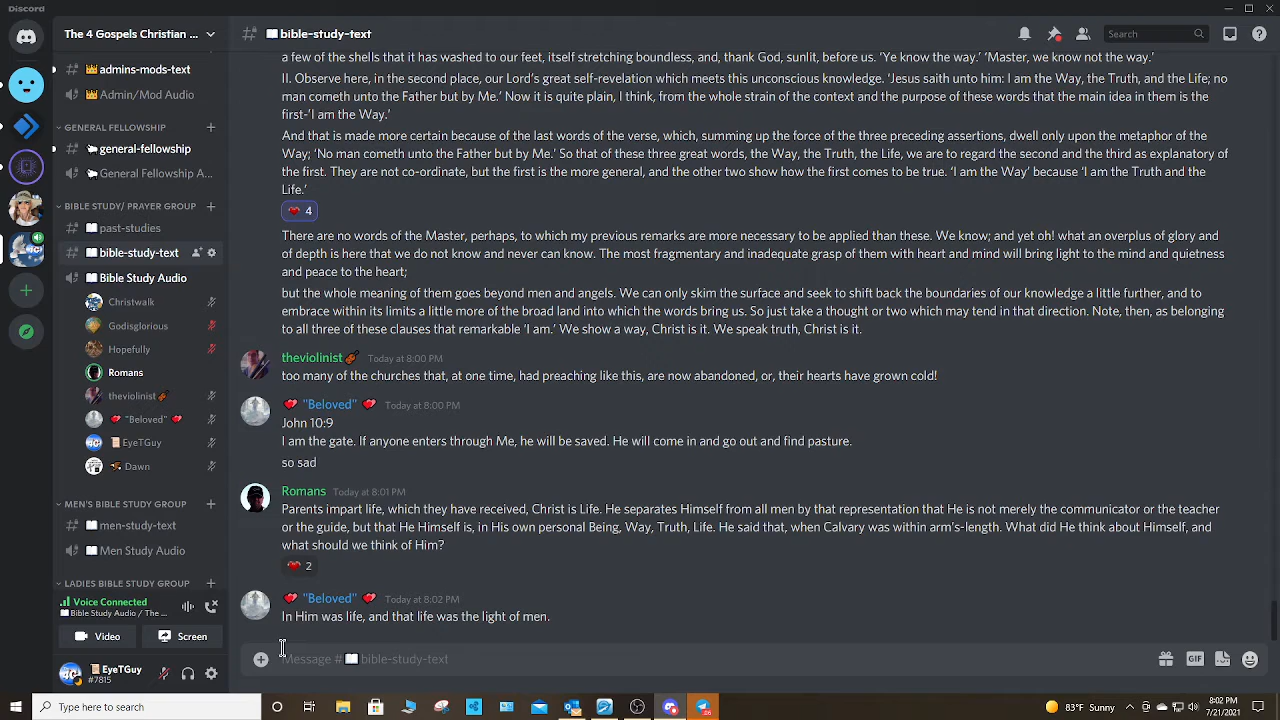 Discord
The 4 Gospels Christian ...
bible-study-text
Search
admins-mods-text
Admin/Mod Audio
GENERAL FELLOWSHIP
general-fellowship
General Fellowship A...
BIBLE STUDY/ PRAYER GROUP
past-studies
bible-study-text
Bible Study Audio
Christwalk
Godisglorious
Hopefully
Romans
theviolinist
"Beloved"
EyeTGuy
Dawn
MEN'S BIBLE STUDY GROUP
men-study-text
Men Study Audio
LADIES BIBLE STUDY GROUP
Voice Connected
Bible Study Audio / The ...
Video
Screen
EyeTGuy
#7815
a few of the shells that it has washed to our feet, itself stretching boundless, and, thank God, sunlit, before us. 'Ye know the way.' 'Master, we know not the way.'
II. Observe here, in the second place, our Lord's great self-revelation which meets this unconscious knowledge. 'Jesus saith unto him: I am the Way, the Truth, and the Life; no
man cometh unto the Father but by Me.' Now it is quite plain, I think, from the whole strain of the context and the purpose of these words that the main idea in them is the
first-'I am the Way.'
And that is made more certain because of the last words of the verse, which, summing up the force of the three preceding assertions, dwell only upon the metaphor of the
Way; 'No man cometh unto the Father but by Me.' So that of these three great words, the Way, the Truth, the Life, we are to regard the second and the third as explanatory of
the first. They are not co-ordinate, but the first is the more general, and the other two show how the first comes to be true. 'I am the Way' because 'I am the Truth and the
Life.'
4
There are no words of the Master, perhaps, to which my previous remarks are more necessary to be applied than these. We know; and yet oh! what an overplus of glory and
of depth is here that we do not know and never can know. The most fragmentary and inadequate grasp of them with heart and mind will bring light to the mind and quietness
and peace to the heart;
but the whole meaning of them goes beyond men and angels. We can only skim the surface and seek to shift back the boundaries of our knowledge a little further, and to
embrace within its limits a little more of the broad land into which the words bring us. So just take a thought or two which may tend in that direction. Note, then, as belonging
to all three of these clauses that remarkable 'I am.' We show a way, Christ is it. We speak truth, Christ is it.
theviolinist Today at 8:00 PM
too many of the churches that, at one time, had preaching like this, are now abandoned, or, their hearts have grown cold!
"Beloved" Today at 8:00 PM
John 10:9
I am the gate. If anyone enters through Me, he will be saved. He will come in and go out and find pasture.
so sad
Romans Today at 8:01 PM
Parents impart life, which they have received, Christ is Life. He separates Himself from all men by that representation that He is not merely the communicator or the teacher
or the guide, but that He Himself is, in His own personal Being, Way, Truth, Life. He said that, when Calvary was within arm's-length. What did He think about Himself, and
what should we think of Him?
2
"Beloved" Today at 8:02 PM
In Him was life, and that life was the light of men.
Message # bible-study-text
GIF
Type here to search
83°F Sunny
8:02 PM
7/21/2021